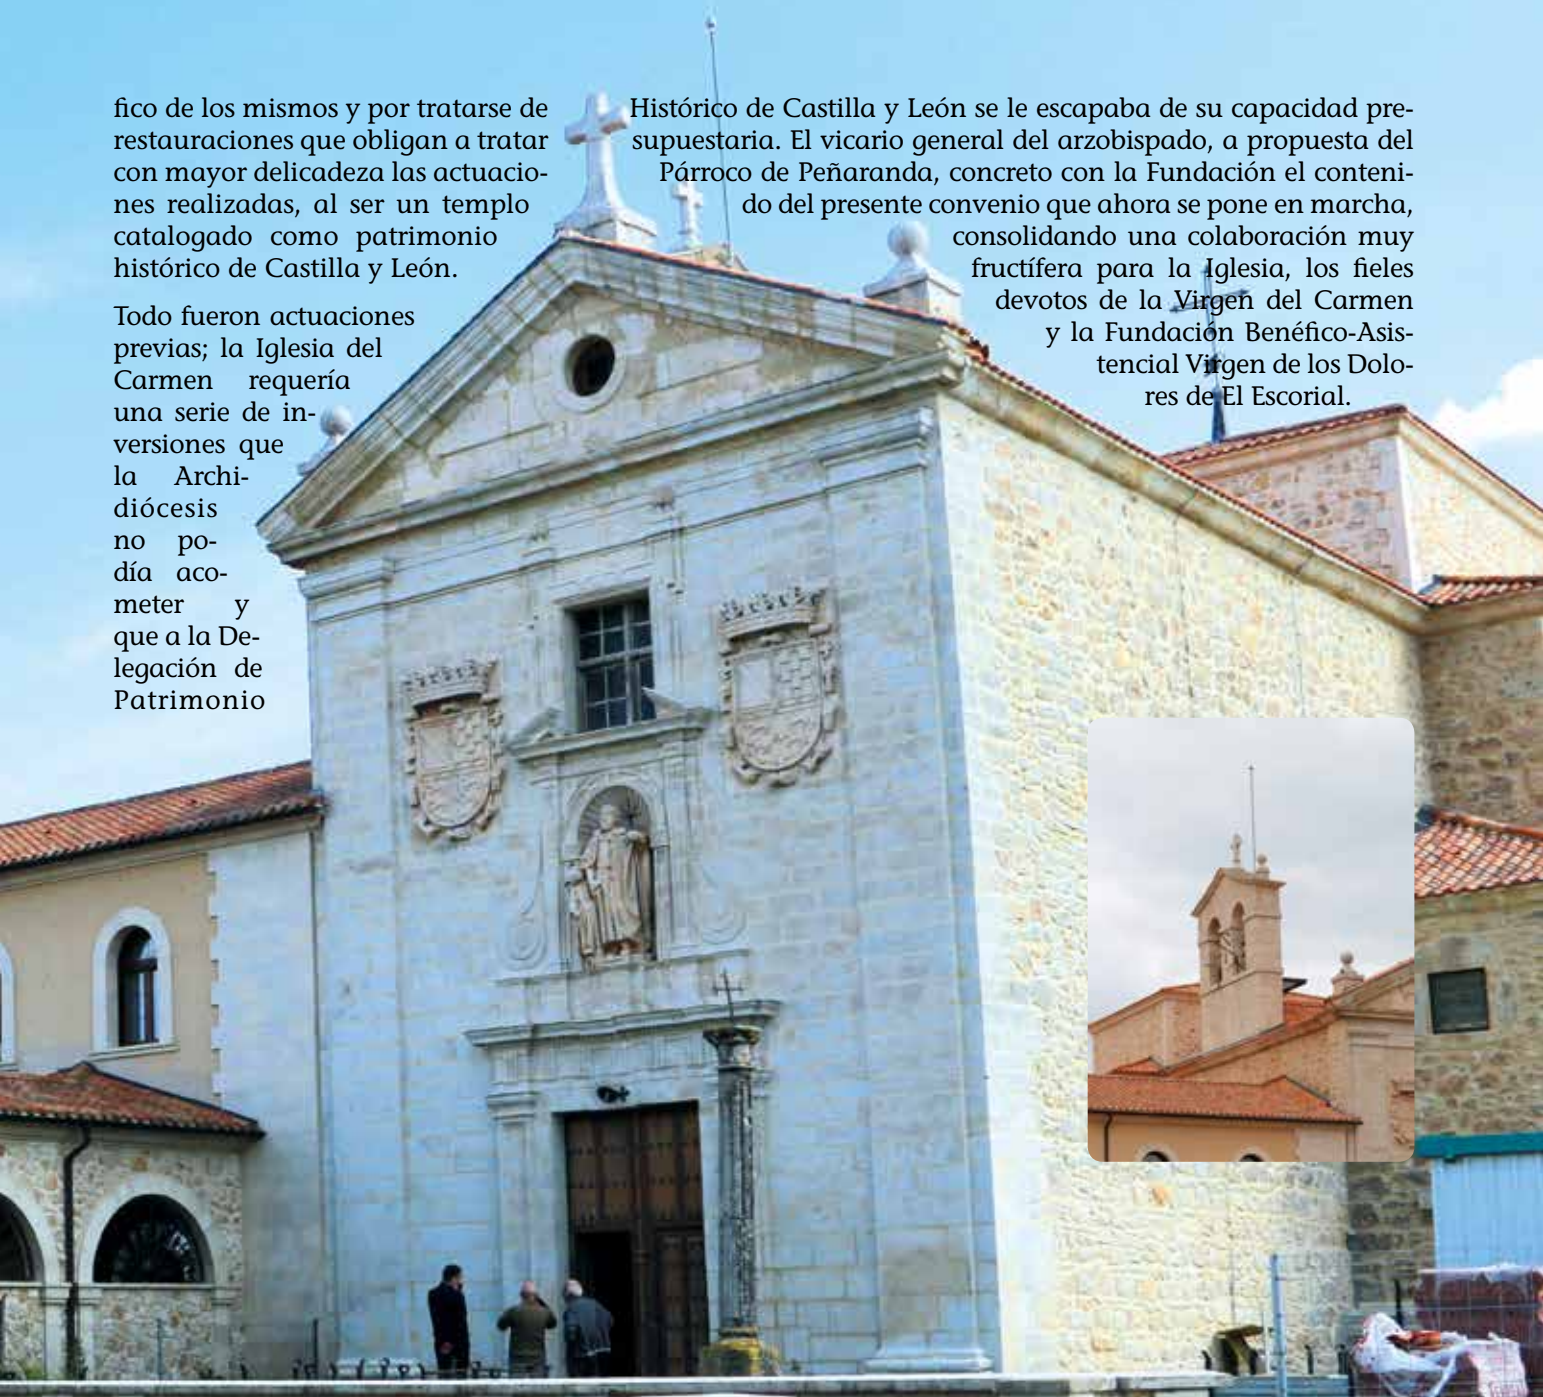 fico de los mismos y por tratarse de
restauraciones que obligan a tratar
con mayor delicadeza las actuacio-
nes realizadas, al ser un templo
catalogado como patrimonio
histórico de Castilla y León.
Todo fueron actuaciones
previas; la Iglesia del
Carmen requería
una serie de in-
versiones que
la Archi-
diócesis
no po-
día aco-
meter y
que a la De-
legación de
Patrimonio
Histórico de Castilla y León se le escapaba de su capacidad pre-
supuestaria. El vicario general del arzobispado, a propuesta del
Párroco de Peñaranda, concreto con la Fundación el conteni-
do del presente convenio que ahora se pone en marcha,
consolidando una colaboración muy
fructífera para la Iglesia, los fieles
devotos de la Virgen del Carmen
y la Fundación Benéfico-Asis-
tencial Virgen de los Dolo-
res de El Escorial.